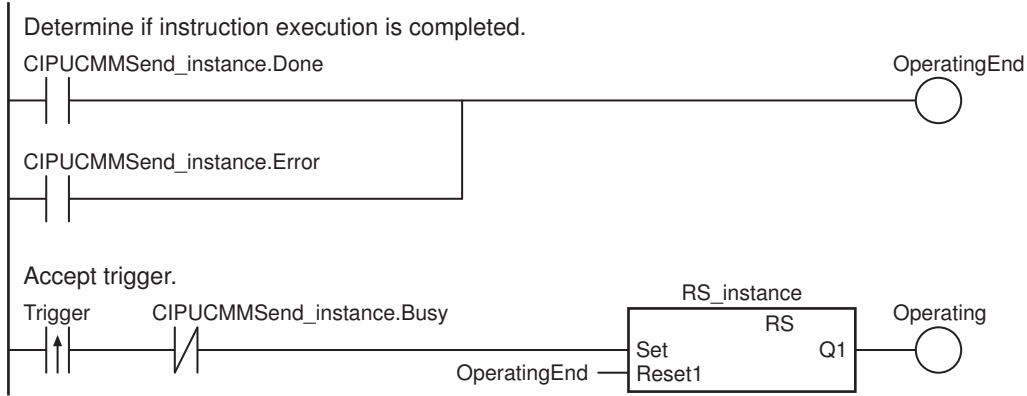 Determine if instruction execution is completed.
CIPUCMMSend_instance.Done OperatingEnd
CIPUCMMSend_instance.Error
Accept trigger.
RS_instance
Trigger CIPUCMMSend_instance.Busy RS Operating
Set Q1
OperatingEnd Reset1